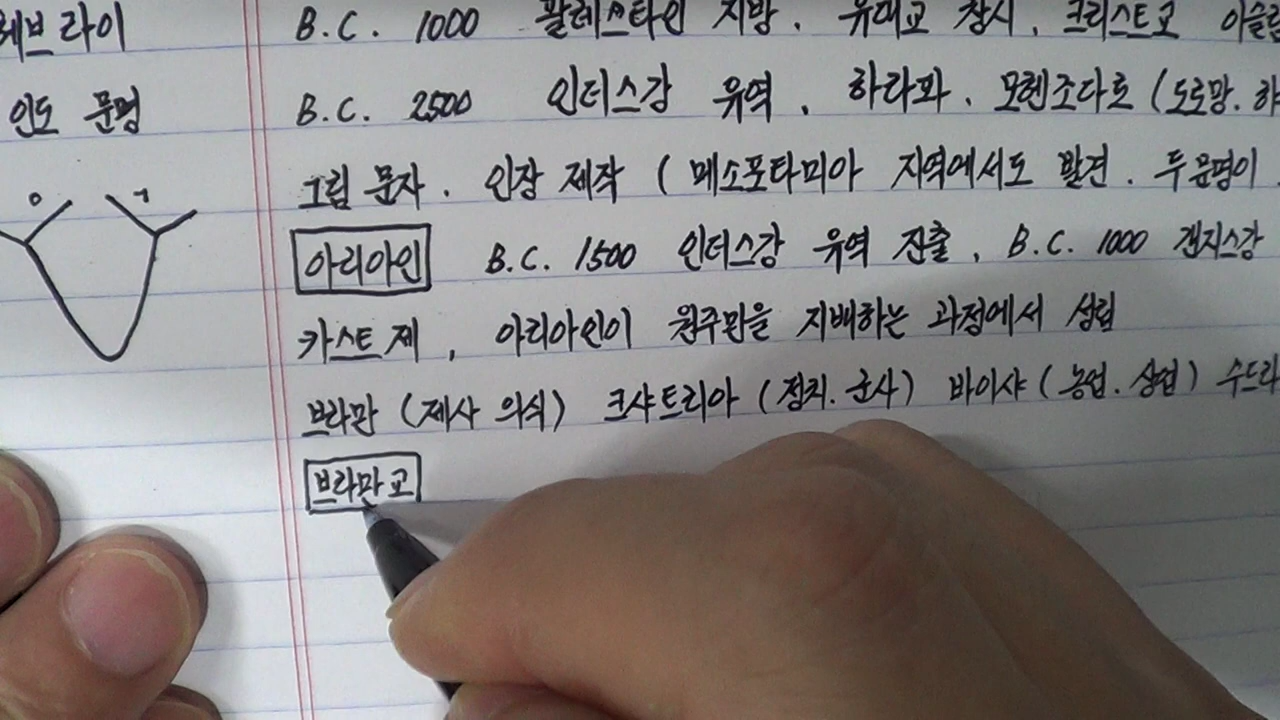 헤브라이 B.C. 1000 팔레스타인 지방. 유대교 창시, 크리스트교 이슬람
인도 문명 B.C. 2500 인더스강 유역, 하라파. 모헨조다로 (도로망. 하
그림 문자. 인장 제작 (메소포타미아 지역에서도 발견. 두 문명이
아리아인 B.C. 1500 인더스강 유역 진출, B.C. 1000 갠지스강
카스트 제, 아리아인이 원주민을 지배하는 과정에서 성립
브라만 (제사 의식) 크샤트리아 (정치. 군사) 바이샤 (농업. 상업) 수드라
브라만교
ㅇ ㄱ